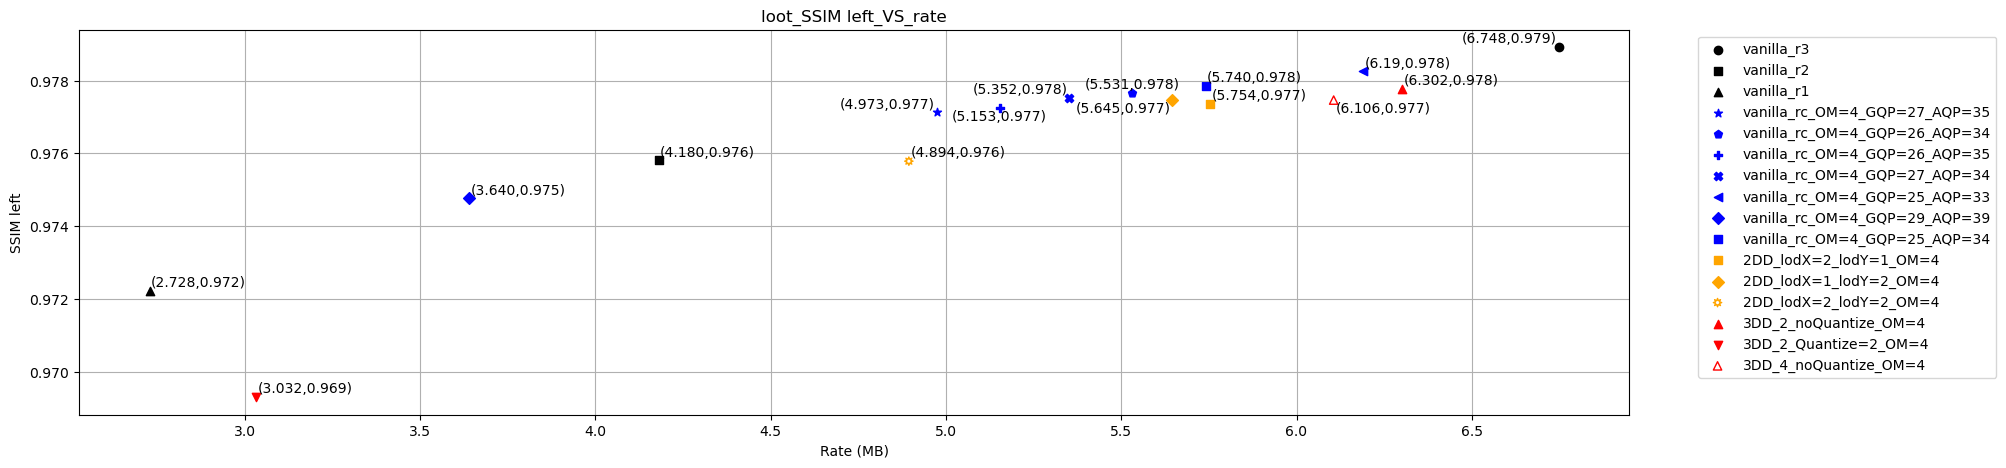 loot_SSIM left_VS_rate
SSIM left
0.978
0.976
0.974
0.972
0.970
(6.748,0.979)
(6.19,0.978)
(6.302,0.978)
(5.740,0.978)
(5.531,0.978)
(5.352,0.978)
(5.754,0.977)
(4.973,0.977)
(5.645,0.977)
(6.106,0.977)
(5.153,0.977)
(4.180,0.976)
(4.894,0.976)
(3.640,0.975)
(2.728,0.972)
(3.032,0.969)
3.0 3.5 4.0 4.5 5.0 5.5 6.0 6.5
Rate (MB)
vanilla_r3
vanilla_r2
vanilla_r1
vanilla_rc_OM=4_GQP=27_AQP=35
vanilla_rc_OM=4_GQP=26_AQP=34
vanilla_rc_OM=4_GQP=26_AQP=35
vanilla_rc_OM=4_GQP=27_AQP=34
vanilla_rc_OM=4_GQP=25_AQP=33
vanilla_rc_OM=4_GQP=29_AQP=39
vanilla_rc_OM=4_GQP=25_AQP=34
2DD_lodX=2_lodY=1_OM=4
2DD_lodX=1_lodY=2_OM=4
2DD_lodX=2_lodY=2_OM=4
3DD_2_noQuantize_OM=4
3DD_2_Quantize=2_OM=4
3DD_4_noQuantize_OM=4